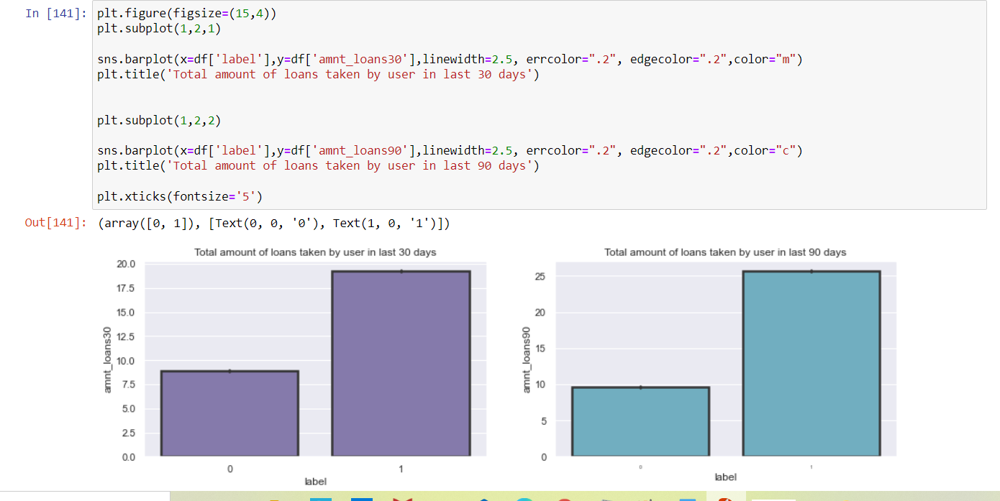 In [141]: plt.figure(figsize=(15,4))
plt.subplot(1,2,1)
sns.barplot(x=df['label'],y=df['amnt_loans30'],linewidth=2.5, errcolor=".2", edgecolor=".2",color="m")
plt.title('Total amount of loans taken by user in last 30 days')
plt.subplot(1,2,2)
sns.barplot(x=df['label'],y=df['amnt_loans90'],linewidth=2.5, errcolor=".2", edgecolor=".2",color="c")
plt.title('Total amount of loans taken by user in last 90 days')
plt.xticks(fontsize='5')
Out[141]: (array([0, 1]), [Text(0, 0, '0'), Text(1, 0, '1')])
Total amount of loans taken by user in last 30 days
20.0
17.5
15.0
12.5
10.0
7.5
5.0
2.5
0.0
amnt_loans30
0 1
label
Total amount of loans taken by user in last 90 days
25
20
15
10
5
0
amnt_loans90
0 1
label